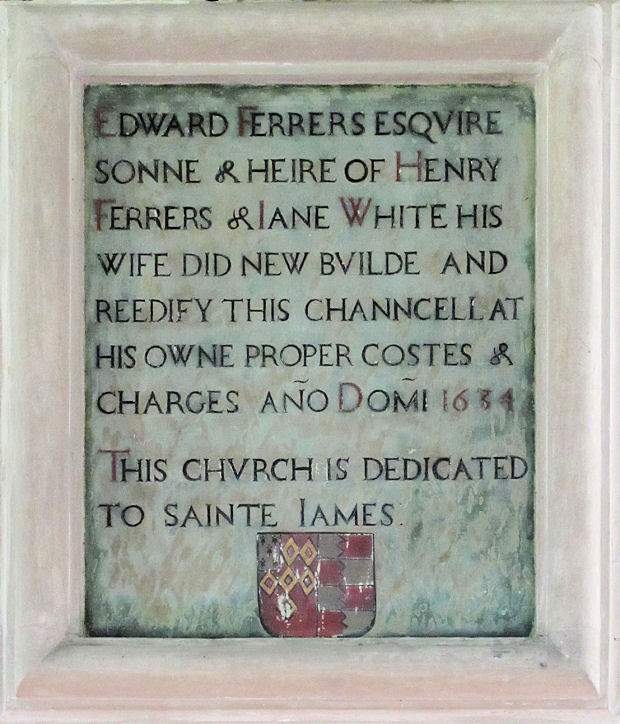 EDWARD FERRERS ESQVIRE
SONNE & HEIRE OF HENRY
FERRERS & IANE WHITE HIS
WIFE DID NEW BVILDE AND
REEDIFY THIS CHANNCELL AT
HIS OWNE PROPER COSTES &
CHARGES AÑO DOM̃I 1634
THIS CHVRCH IS DEDICATED
TO SAINTE IAMES.